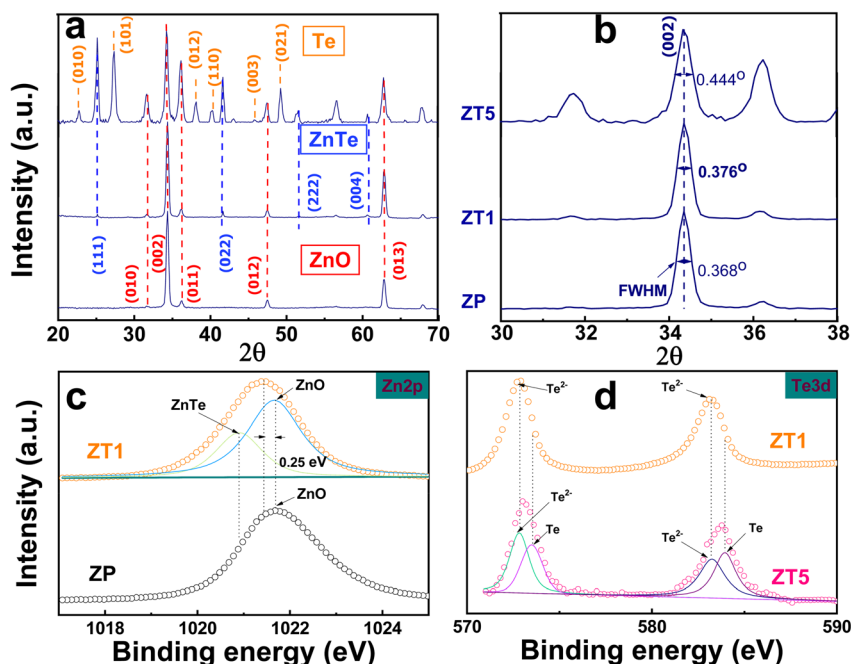 a
Te
(010)
(101)
(012)
(110)
(003)
(021)
ZnTe
(111)
(022)
(222)
(004)
ZnO
(010)
(002)
(011)
(012)
(013)
Intensity (a.u.)
20 30 40 50 60 70
2θ
b
(002)
0.444O
ZT5
0.376O
ZT1
FWHM
0.368O
ZP
30 32 34 36 38
2θ
c
Zn2p
ZnO
ZnTe
ZT1
0.25 eV
ZnO
ZP
Intensity (a.u.)
1018 1020 1022 1024
Binding energy (eV)
d
Te3d
Te2-
Te2-
ZT1
Te2-
Te
Te2-
Te
ZT5
570 580 590
Binding energy (eV)